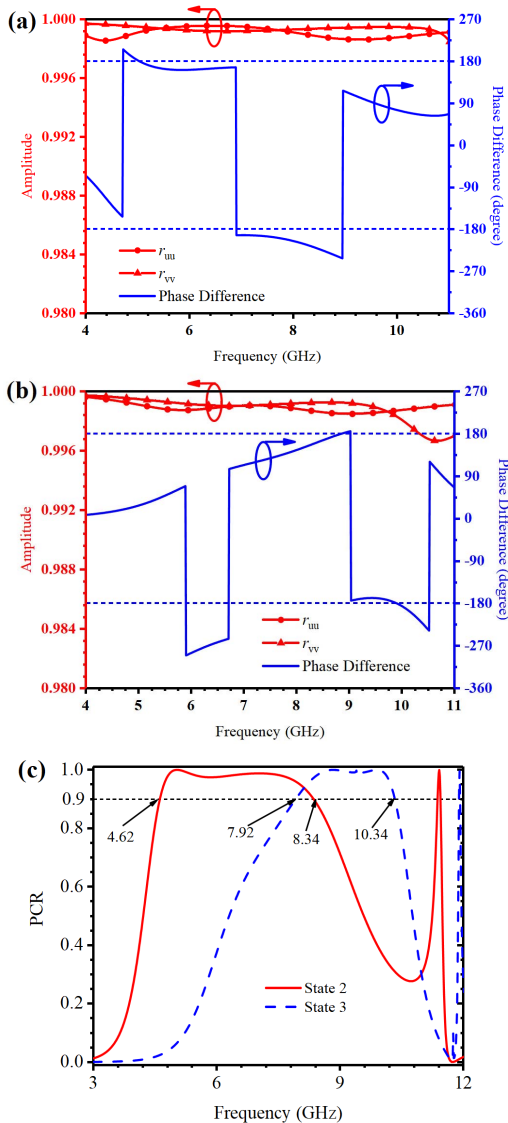 (a)
1.000
0.996
0.992
0.988
0.984
0.980
Amplitude
270
180
90
0
-90
-180
-270
-360
Phase Difference (degree)
r_uu
r_vv
Phase Difference
4 6 8 10
Frequency (GHz)
(b)
1.000
0.996
0.992
0.988
0.984
0.980
Amplitude
270
180
90
0
-90
-180
-270
-360
Phase Difference (degree)
r_uu
r_vv
Phase Difference
4 5 6 7 8 9 10 11
Frequency (GHz)
(c)
1.0
0.9
0.8
0.6
0.4
0.2
0.0
PCR
4.62
7.92
8.34
10.34
State 2
State 3
3 6 9 12
Frequency (GHz)